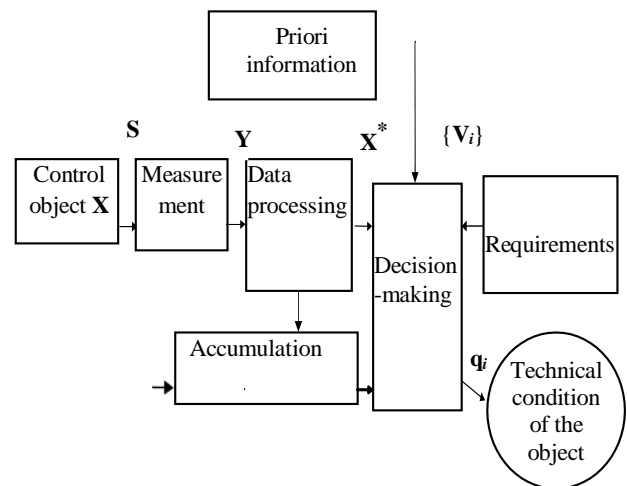 Priori
information
S
Y
X*
{Vi}
Control
object X
Measure
ment
Data
processing
Decision
-making
Requirements
Accumulation
qi
Technical
condition
of the
object